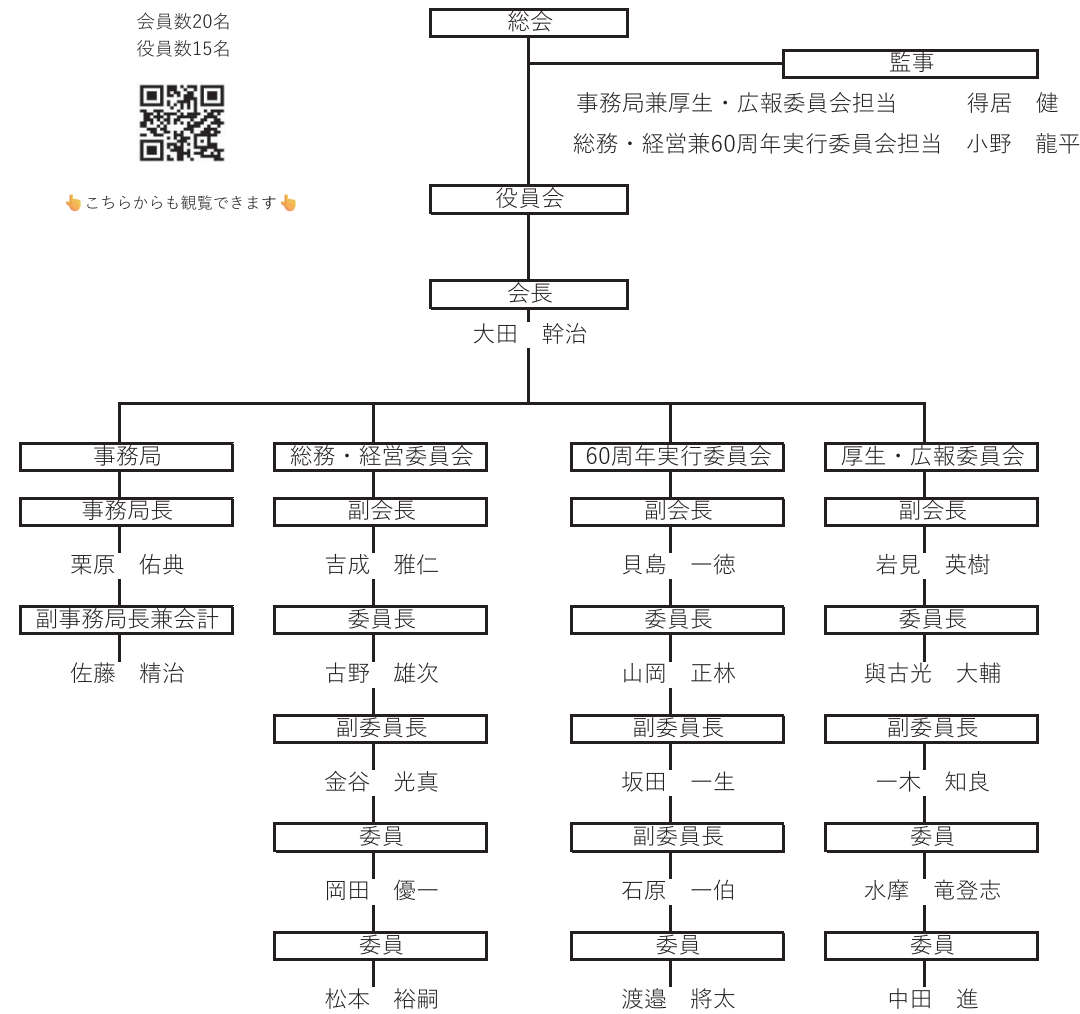 会員数20名
役員数15名
👆こちらからも観覧できます👆
総会
監事
事務局兼厚生・広報委員会担当　得居　健
総務・経営兼60周年実行委員会担当　小野　龍平
役員会
会長
大田　幹治
事務局
事務局長
栗原　佑典
副事務局長兼会計
佐藤　精治
総務・経営委員会
副会長
吉成　雅仁
委員長
古野　雄次
副委員長
金谷　光真
委員
岡田　優一
委員
松本　裕嗣
60周年実行委員会
副会長
貝島　一徳
委員長
山岡　正林
副委員長
坂田　一生
副委員長
石原　一伯
委員
渡邉　將太
厚生・広報委員会
副会長
岩見　英樹
委員長
與古光　大輔
副委員長
一木　知良
委員
水摩　竜登志
委員
中田　進